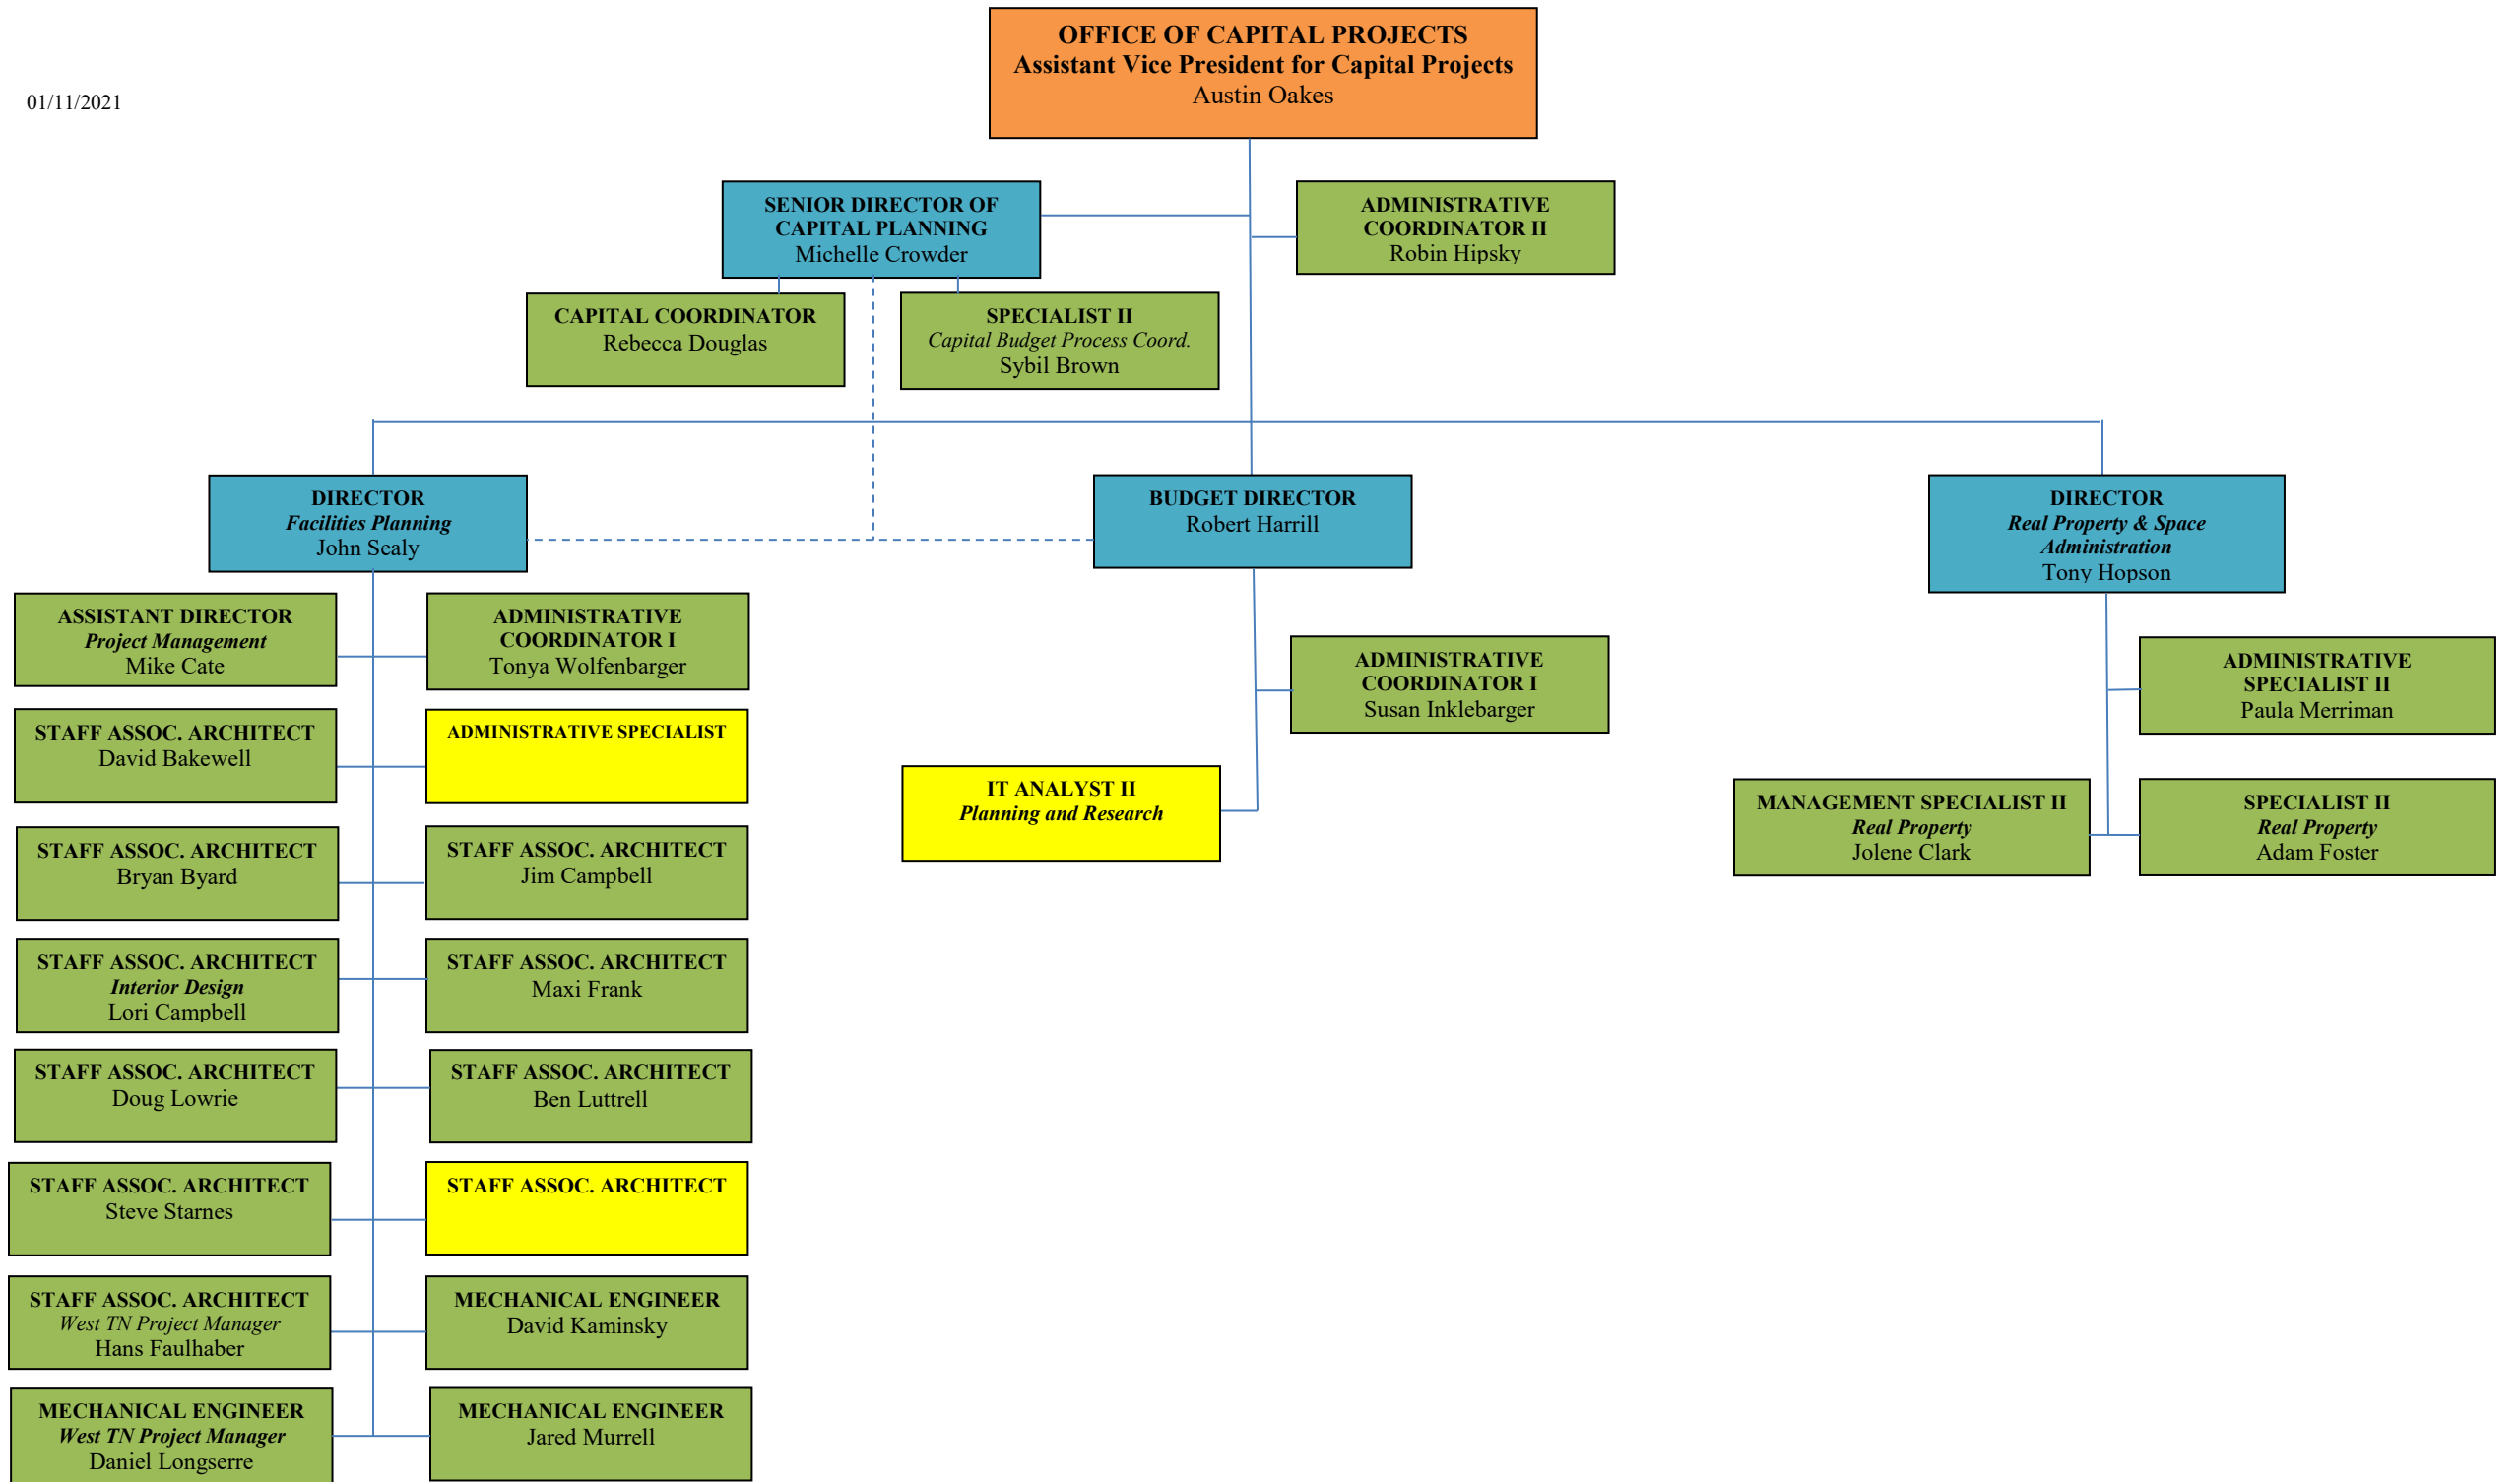 OFFICE OF CAPITAL PROJECTS
Assistant Vice President for Capital Projects
Austin Oakes
01/11/2021
SENIOR DIRECTOR OF
CAPITAL PLANNING
Michelle Crowder
ADMINISTRATIVE
COORDINATOR II
Robin Hipsky
CAPITAL COORDINATOR
Rebecca Douglas
SPECIALIST II
Capital Budget Process Coord.
Sybil Brown
DIRECTOR
Facilities Planning
John Sealy
BUDGET DIRECTOR
Robert Harrill
DIRECTOR
Real Property & Space
Administration
Tony Hopson
ASSISTANT DIRECTOR
Project Management
Mike Cate
ADMINISTRATIVE
COORDINATOR I
Tonya Wolfenbarger
ADMINISTRATIVE
COORDINATOR I
Susan Inklebarger
ADMINISTRATIVE
SPECIALIST II
Paula Merriman
STAFF ASSOC. ARCHITECT
David Bakewell
ADMINISTRATIVE SPECIALIST
IT ANALYST II
Planning and Research
MANAGEMENT SPECIALIST II
Real Property
Jolene Clark
SPECIALIST II
Real Property
Adam Foster
STAFF ASSOC. ARCHITECT
Bryan Byard
STAFF ASSOC. ARCHITECT
Jim Campbell
STAFF ASSOC. ARCHITECT
Interior Design
Lori Campbell
STAFF ASSOC. ARCHITECT
Maxi Frank
STAFF ASSOC. ARCHITECT
Doug Lowrie
STAFF ASSOC. ARCHITECT
Ben Luttrell
STAFF ASSOC. ARCHITECT
Steve Starnes
STAFF ASSOC. ARCHITECT
STAFF ASSOC. ARCHITECT
West TN Project Manager
Hans Faulhaber
MECHANICAL ENGINEER
David Kaminsky
MECHANICAL ENGINEER
West TN Project Manager
Daniel Longserre
MECHANICAL ENGINEER
Jared Murrell